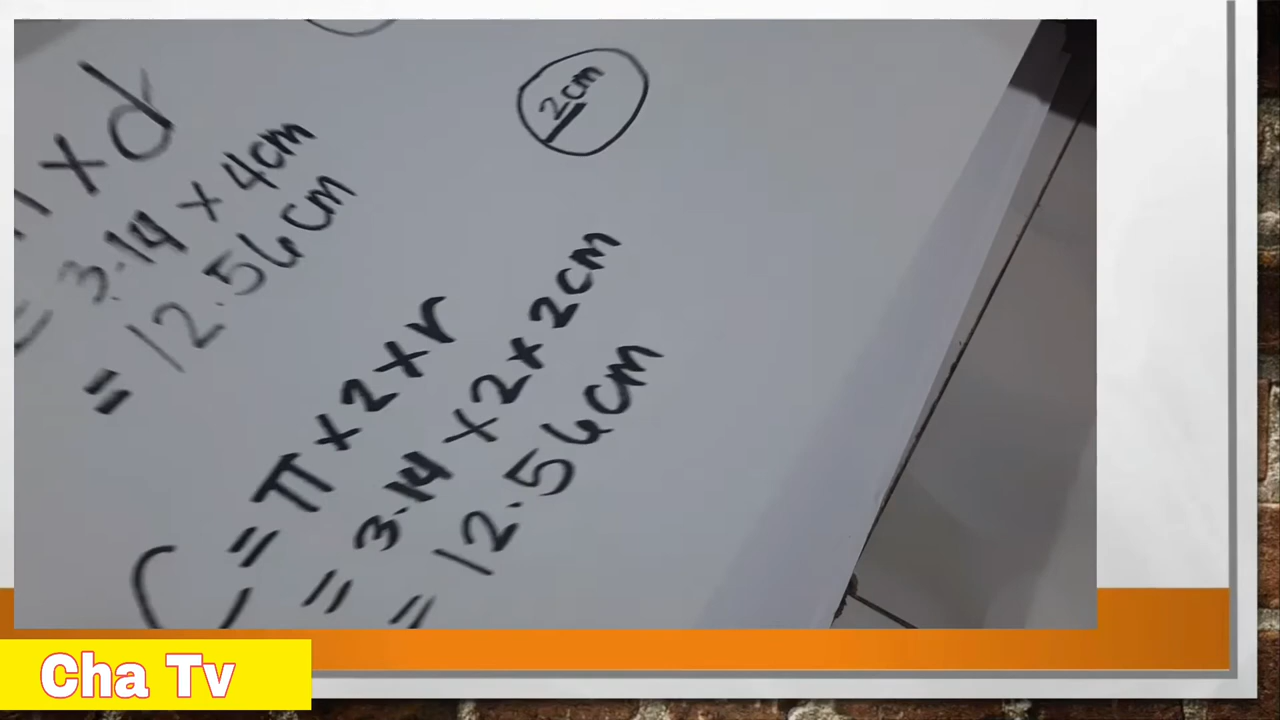 π x d
= 3.14 x 4cm
= 12.56cm
2cm
C = π x 2 x r
= 3.14 x 2 x 2cm
= 12.56cm
Cha Tv